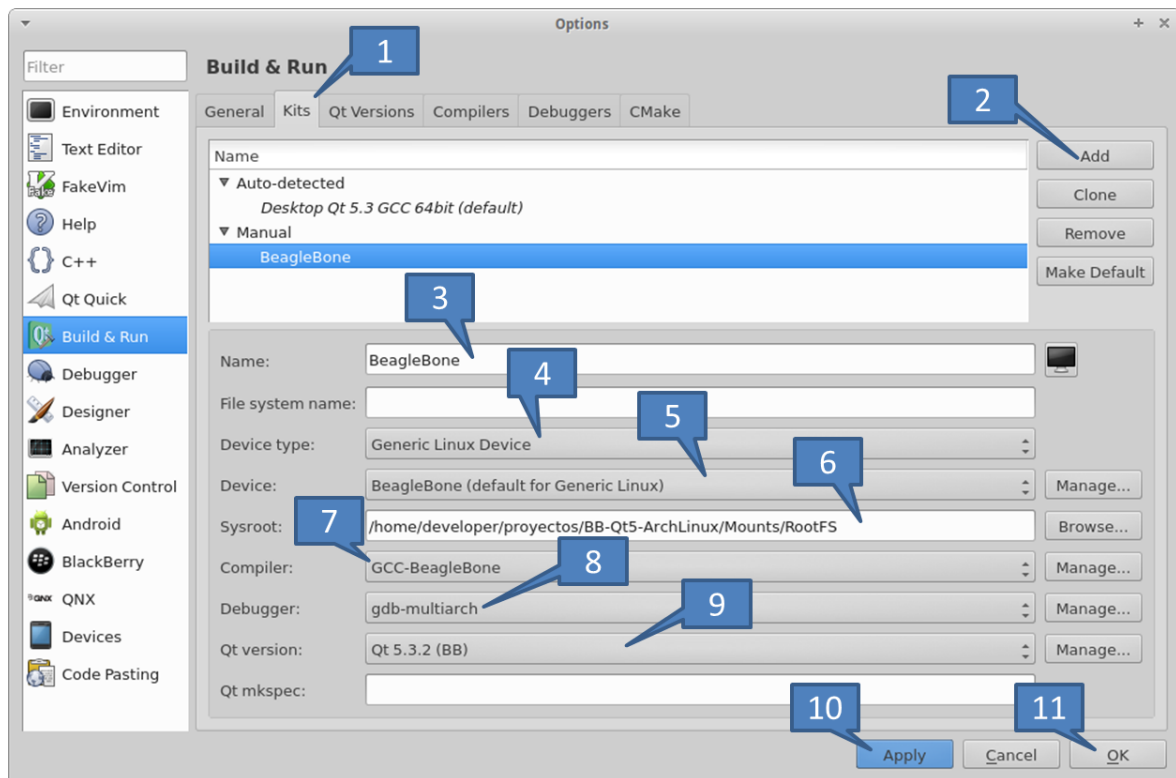 Options
Filter
Build & Run
1
2
General Kits Qt Versions Compilers Debuggers CMake
Environment
Text Editor
FakeVim
Help
C++
Qt Quick
Build & Run
Debugger
Designer
Analyzer
Version Control
Android
BlackBerry
QNX
Devices
Code Pasting
Name
Auto-detected
Desktop Qt 5.3 GCC 64bit (default)
Manual
BeagleBone
Add
Clone
Remove
Make Default
3
Name: BeagleBone
4
File system name:
5
Device type: Generic Linux Device
6
Device: BeagleBone (default for Generic Linux) Manage...
7
Sysroot: /home/developer/proyectos/BB-Qt5-ArchLinux/Mounts/RootFS Browse...
8
Compiler: GCC-BeagleBone Manage...
9
Debugger: gdb-multiarch Manage...
Qt version: Qt 5.3.2 (BB) Manage...
Qt mkspec:
10
11
Apply Cancel OK